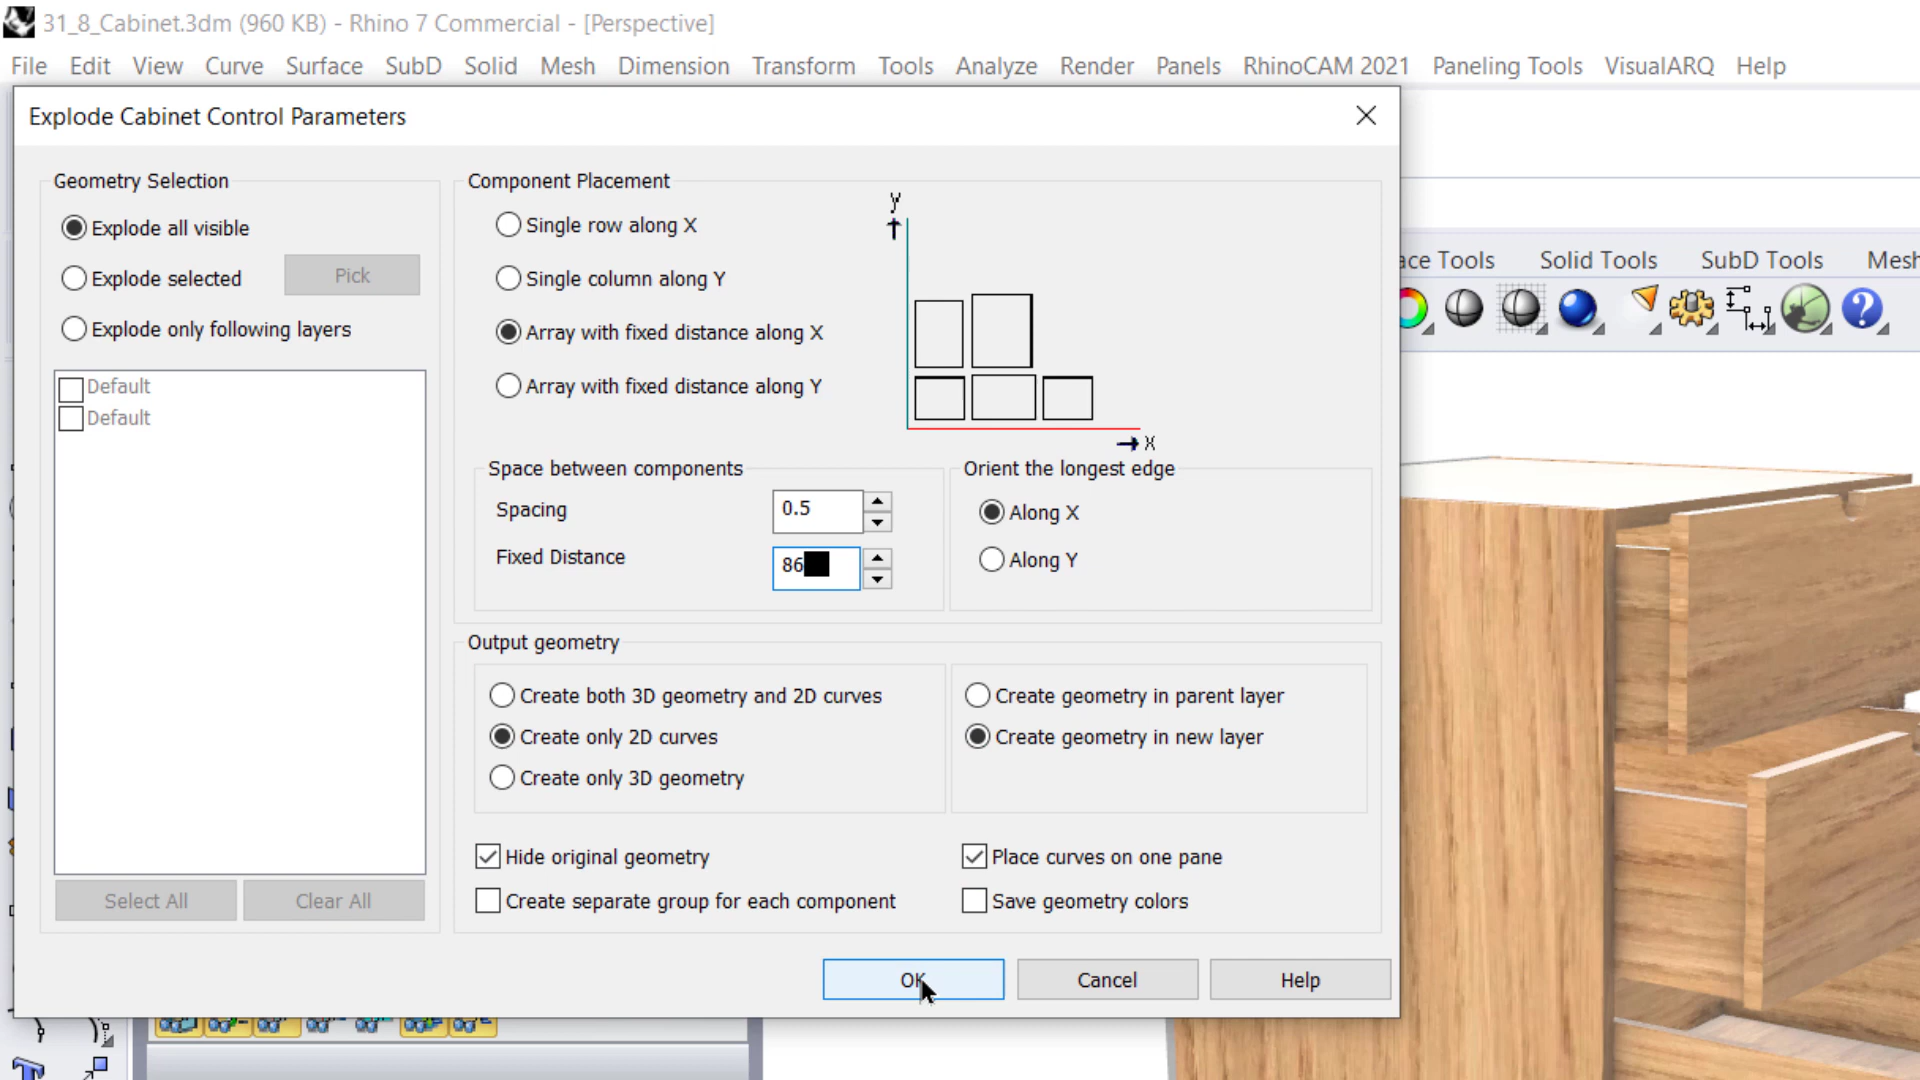 31_8_Cabinet.3dm (960 KB) - Rhino 7 Commercial - [Perspective]
File Edit View Curve Surface SubD Solid Mesh Dimension Transform Tools Analyze Render Panels RhinoCAM 2021 Paneling Tools VisualARQ Help
Explode Cabinet Control Parameters
Geometry Selection
Explode all visible
Explode selected
Pick
Explode only following layers
Default
Default
Select All
Clear All
Component Placement
Single row along X
Single column along Y
Array with fixed distance along X
Array with fixed distance along Y
y
x
Space between components
Spacing
0.5
Fixed Distance
86
Orient the longest edge
Along X
Along Y
Output geometry
Create both 3D geometry and 2D curves
Create only 2D curves
Create only 3D geometry
Create geometry in parent layer
Create geometry in new layer
Hide original geometry
Place curves on one pane
Create separate group for each component
Save geometry colors
OK
Cancel
Help
ace Tools Solid Tools SubD Tools Mesh